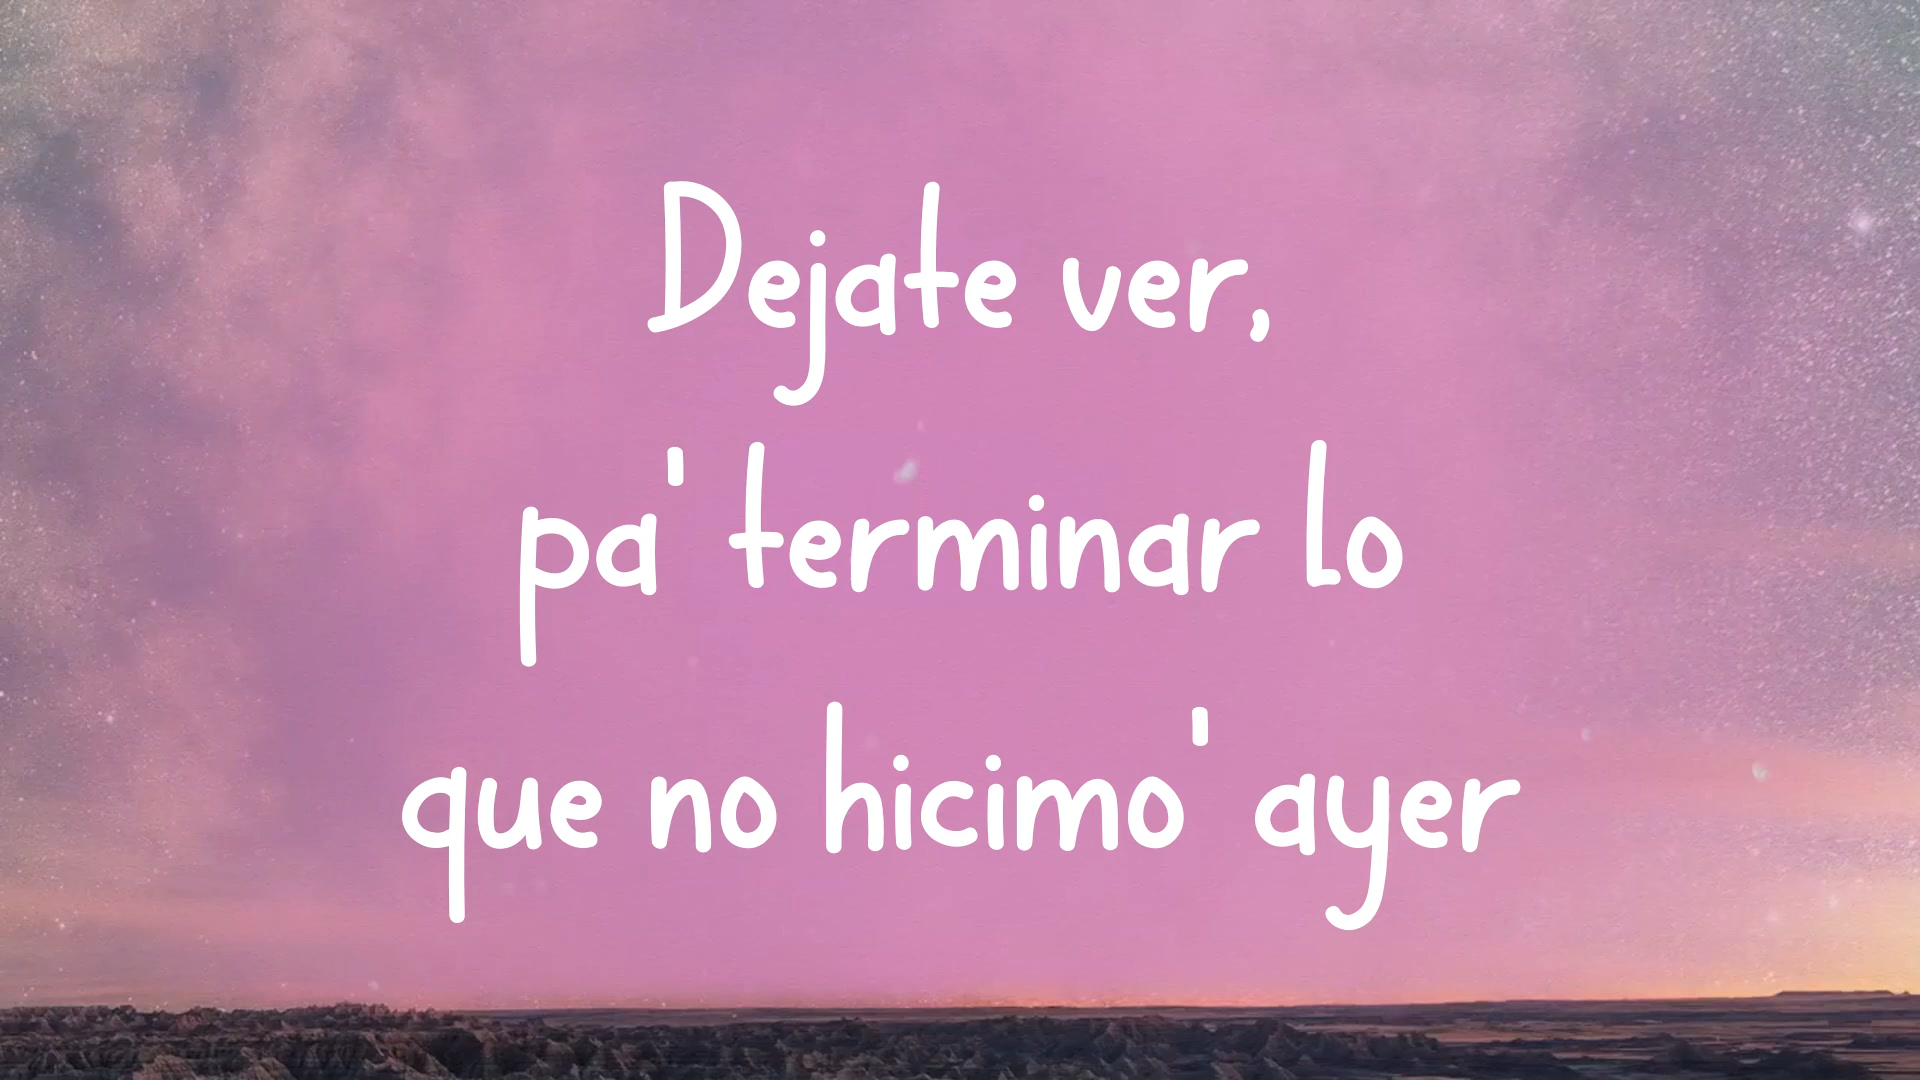 Dejate ver,
pa' terminar lo
que no hicimo' ayer